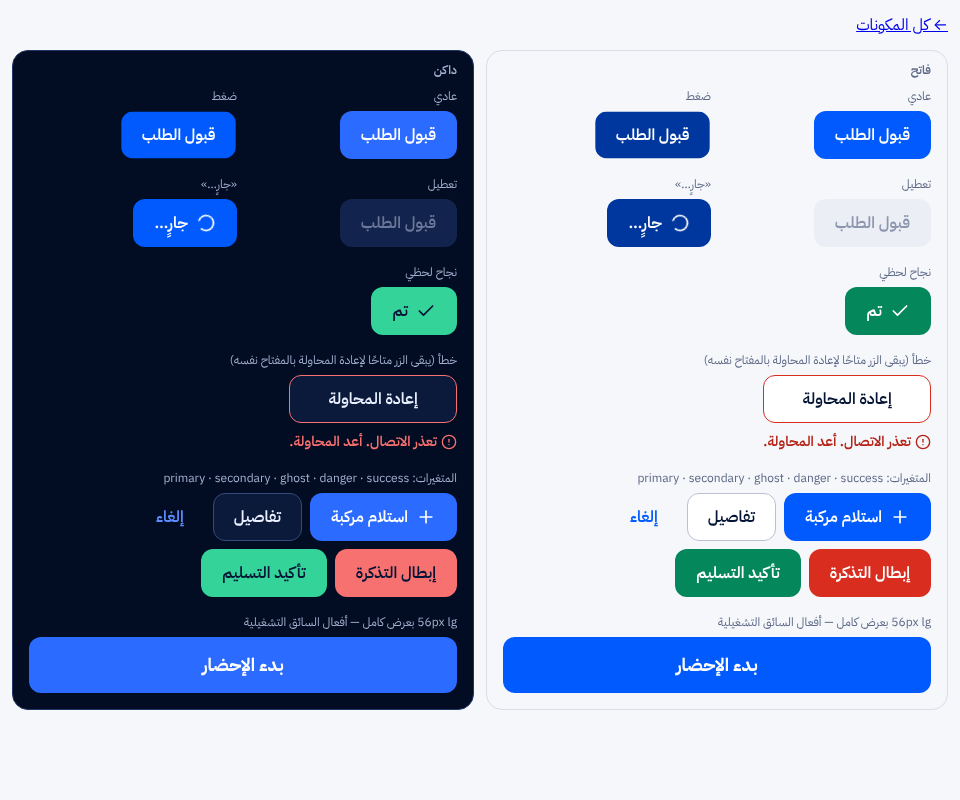 ← كل المكونات
فاتح
عادي
ضغط
قبول الطلب
قبول الطلب
تعطيل
«جارٍ…»
قبول الطلب
جارٍ…
نجاح لحظي
تم
خطأ (يبقى الزر متاحًا لإعادة المحاولة بالمفتاح نفسه)
إعادة المحاولة
تعذر الاتصال. أعد المحاولة.
المتغيرات: primary · secondary · ghost · danger · success
استلام مركبة
تفاصيل
إلغاء
إبطال التذكرة
تأكيد التسليم
56px lg بعرض كامل — أفعال السائق التشغيلية
بدء الإحضار
داكن
عادي
ضغط
قبول الطلب
قبول الطلب
تعطيل
«جارٍ…»
قبول الطلب
جارٍ…
نجاح لحظي
تم
خطأ (يبقى الزر متاحًا لإعادة المحاولة بالمفتاح نفسه)
إعادة المحاولة
تعذر الاتصال. أعد المحاولة.
المتغيرات: primary · secondary · ghost · danger · success
استلام مركبة
تفاصيل
إلغاء
إبطال التذكرة
تأكيد التسليم
56px lg بعرض كامل — أفعال السائق التشغيلية
بدء الإحضار